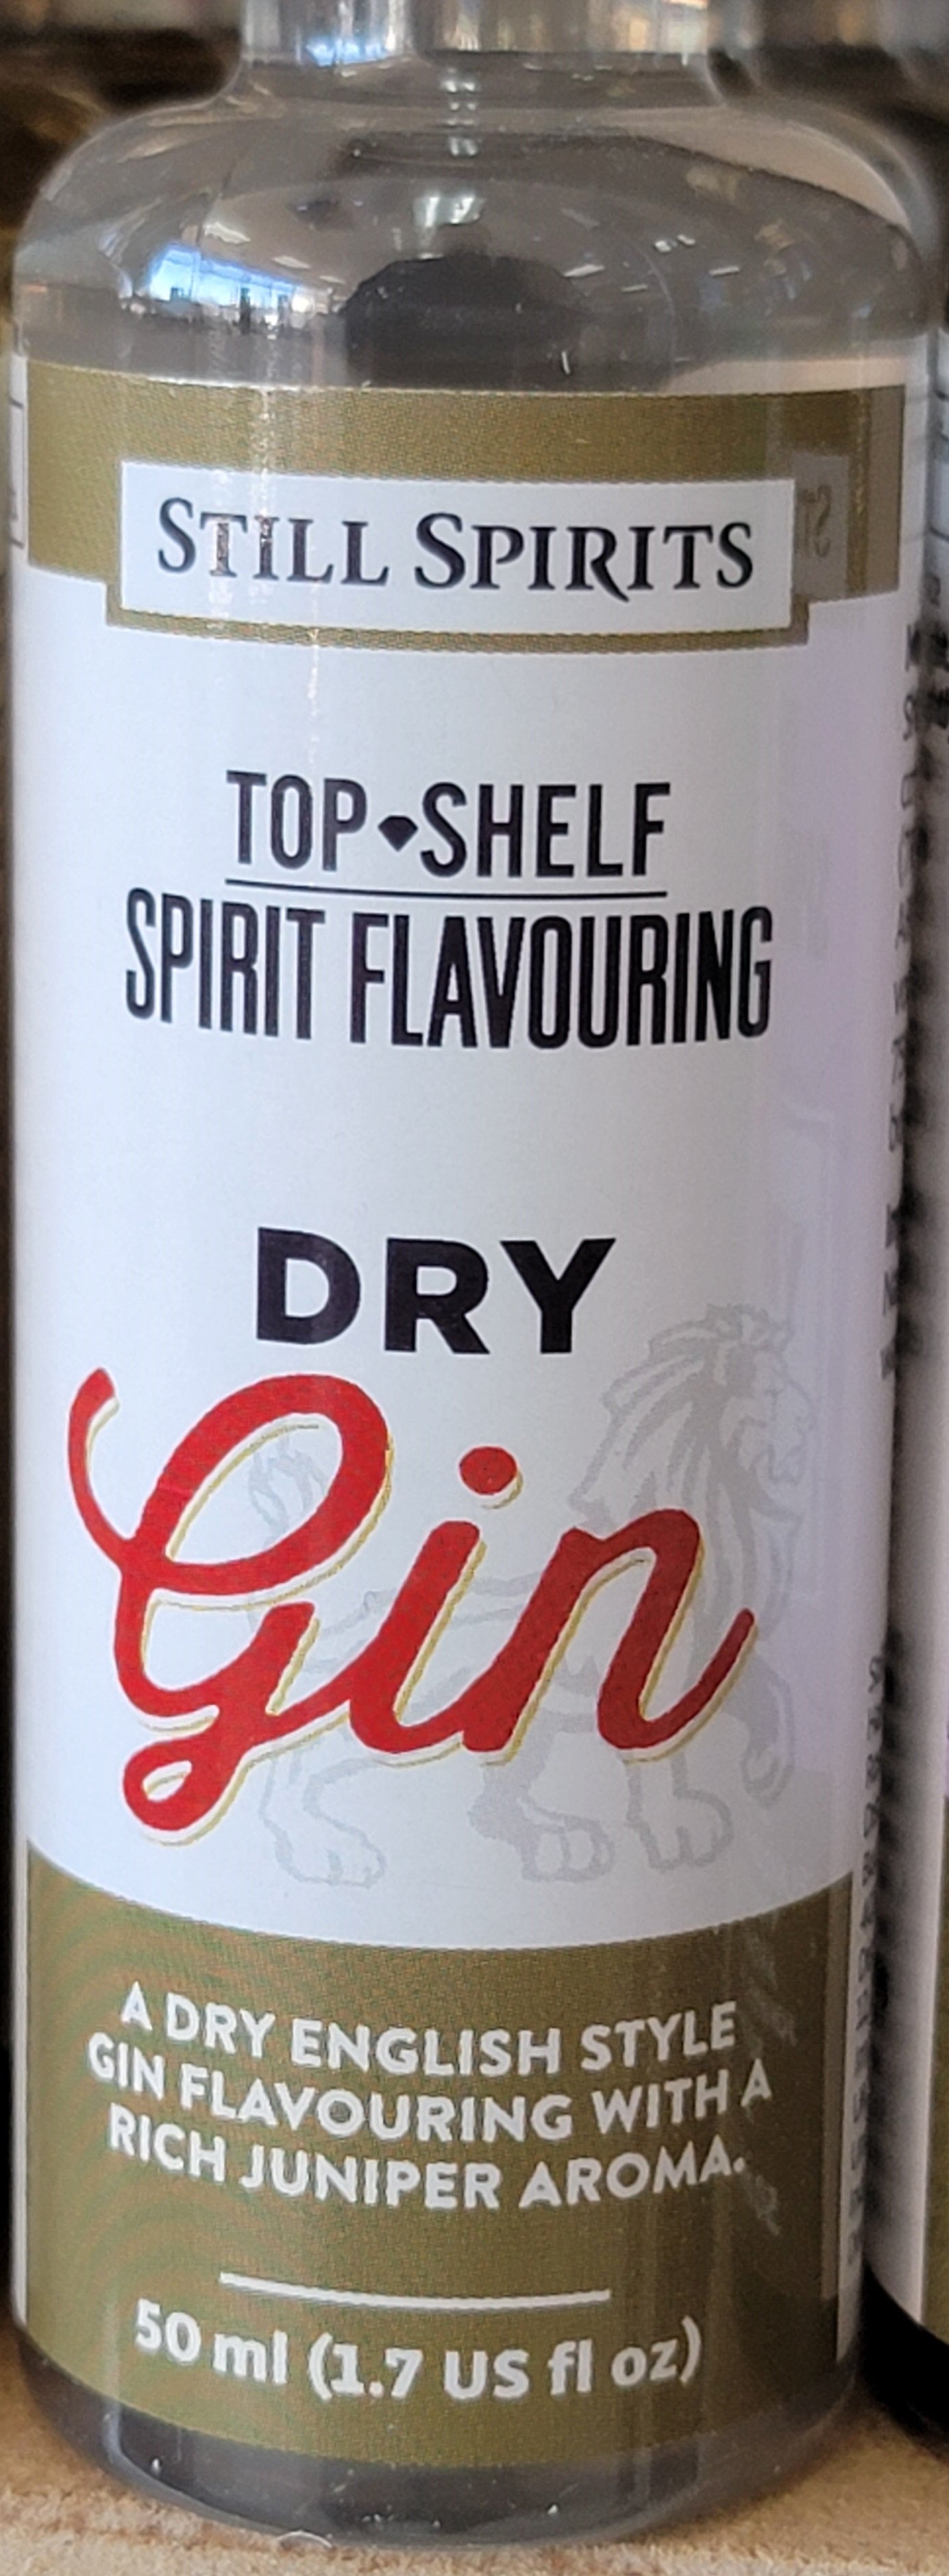 STILL SPIRITS
TOP SHELF
SPIRIT FLAVOURING
DRY
Gin
A DRY ENGLISH STYLE
GIN FLAVOURING WITH A
RICH JUNIPER AROMA.
50 ml (1.7 US fl oz)